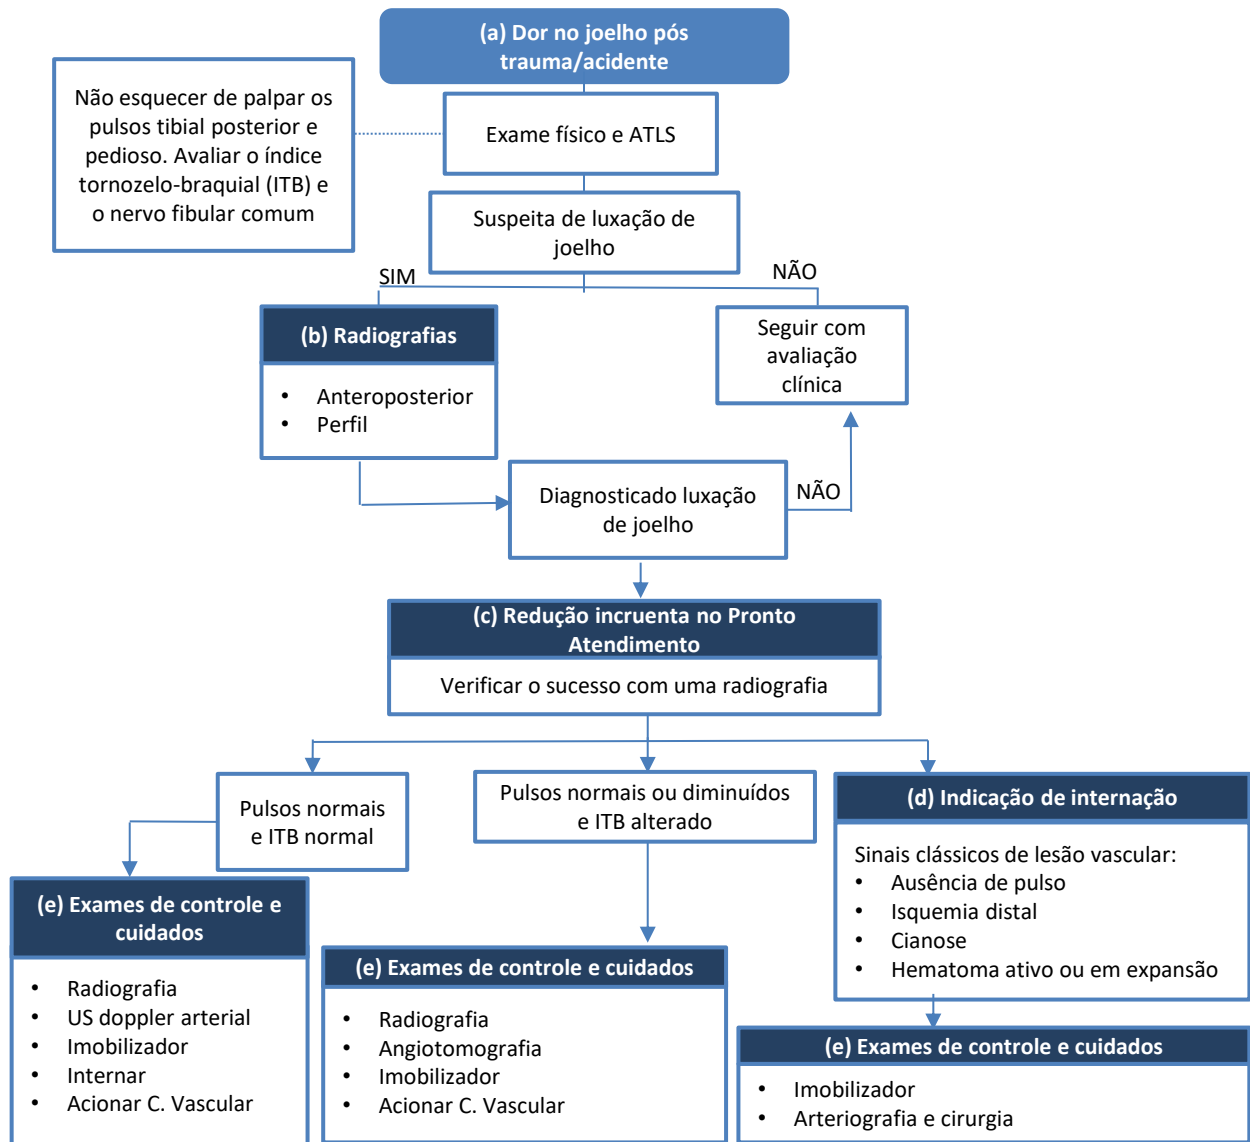 (a) Dor no joelho pós
trauma/acidente
Não esquecer de palpar os
pulsos tibial posterior e
pedioso. Avaliar o índice
tornozelo-braquial (ITB) e
o nervo fibular comum
Exame físico e ATLS
Suspeita de luxação de
joelho
SIM
NÃO
(b) Radiografias
• Anteroposterior
• Perfil
Seguir com
avaliação
clínica
Diagnosticado luxação
de joelho
NÃO
(c) Redução incruenta no Pronto
Atendimento
Verificar o sucesso com uma radiografia
Pulsos normais
e ITB normal
Pulsos normais ou diminuídos
e ITB alterado
(d) Indicação de internação
Sinais clássicos de lesão vascular:
• Ausência de pulso
• Isquemia distal
• Cianose
• Hematoma ativo ou em expansão
(e) Exames de controle e
cuidados
• Radiografia
• US doppler arterial
• Imobilizador
• Internar
• Acionar C. Vascular
(e) Exames de controle e cuidados
• Radiografia
• Angiotomografia
• Imobilizador
• Acionar C. Vascular
(e) Exames de controle e cuidados
• Imobilizador
• Arteriografia e cirurgia